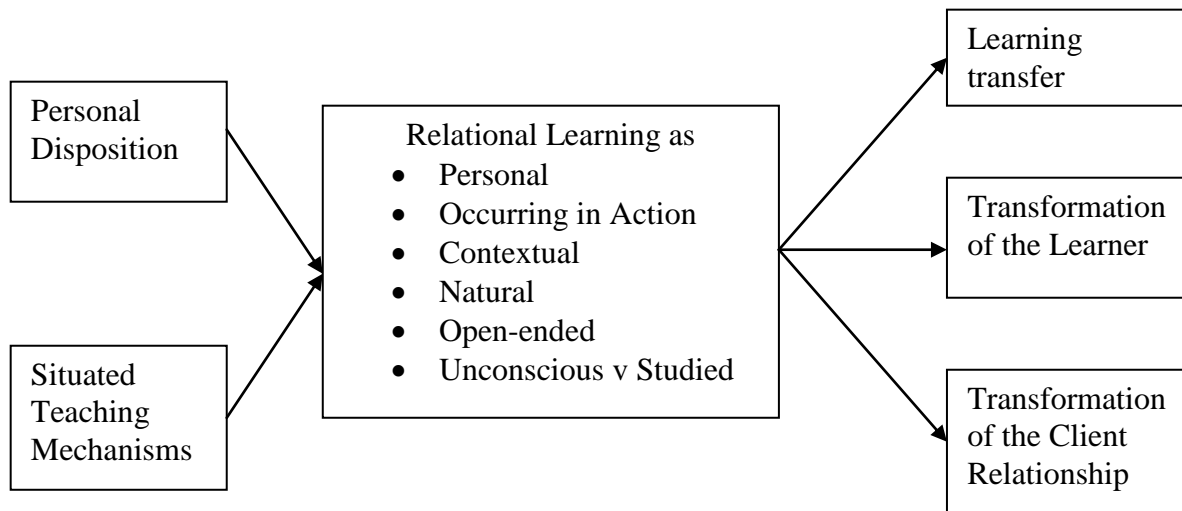 Personal
Disposition
Situated
Teaching
Mechanisms
Relational Learning as
• Personal
• Occurring in Action
• Contextual
• Natural
• Open-ended
• Unconscious v Studied
Learning
transfer
Transformation
of the Learner
Transformation
of the Client
Relationship